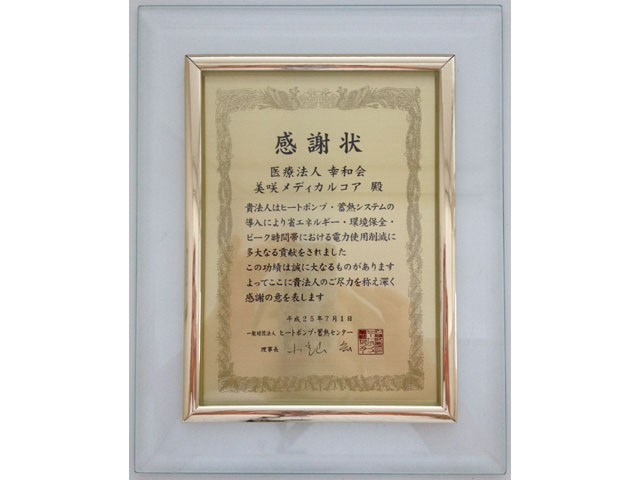 感謝状
医療法人 幸和会
美咲メディカルコア 殿
貴法人はヒートポンプ・蓄熱システムの
導入により省エネルギー・環境保全・
ピーク時間帯における電力使用削減に
多大なる貢献をされました
この功績は誠に大なるものがあります
よってここに貴法人のご尽力を称え深く
感謝の意を表します
平成25年7月1日
一般財団法人 ヒートポンプ・蓄熱センター
理事長